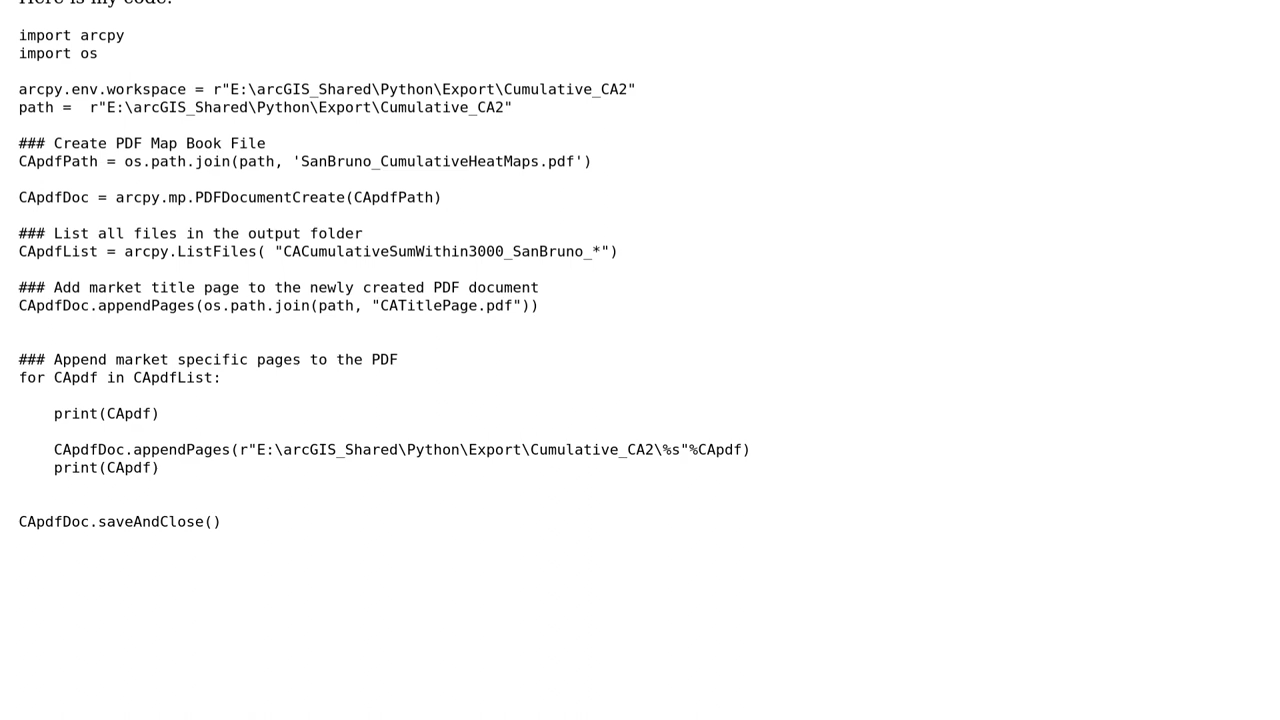 Here is my code:
import arcpy
import os
arcpy.env.workspace = r"E:\arcGIS_Shared\Python\Export\Cumulative_CA2"
path =  r"E:\arcGIS_Shared\Python\Export\Cumulative_CA2"
### Create PDF Map Book File
CApdfPath = os.path.join(path, 'SanBruno_CumulativeHeatMaps.pdf')
CApdfDoc = arcpy.mp.PDFDocumentCreate(CApdfPath)
### List all files in the output folder
CApdfList = arcpy.ListFiles( "CACumulativeSumWithin3000_SanBruno_*")
### Add market title page to the newly created PDF document
CApdfDoc.appendPages(os.path.join(path, "CATitlePage.pdf"))
### Append market specific pages to the PDF
for CApdf in CApdfList:
    print(CApdf)
    CApdfDoc.appendPages(r"E:\arcGIS_Shared\Python\Export\Cumulative_CA2\%s"%CApdf)
    print(CApdf)
CApdfDoc.saveAndClose()